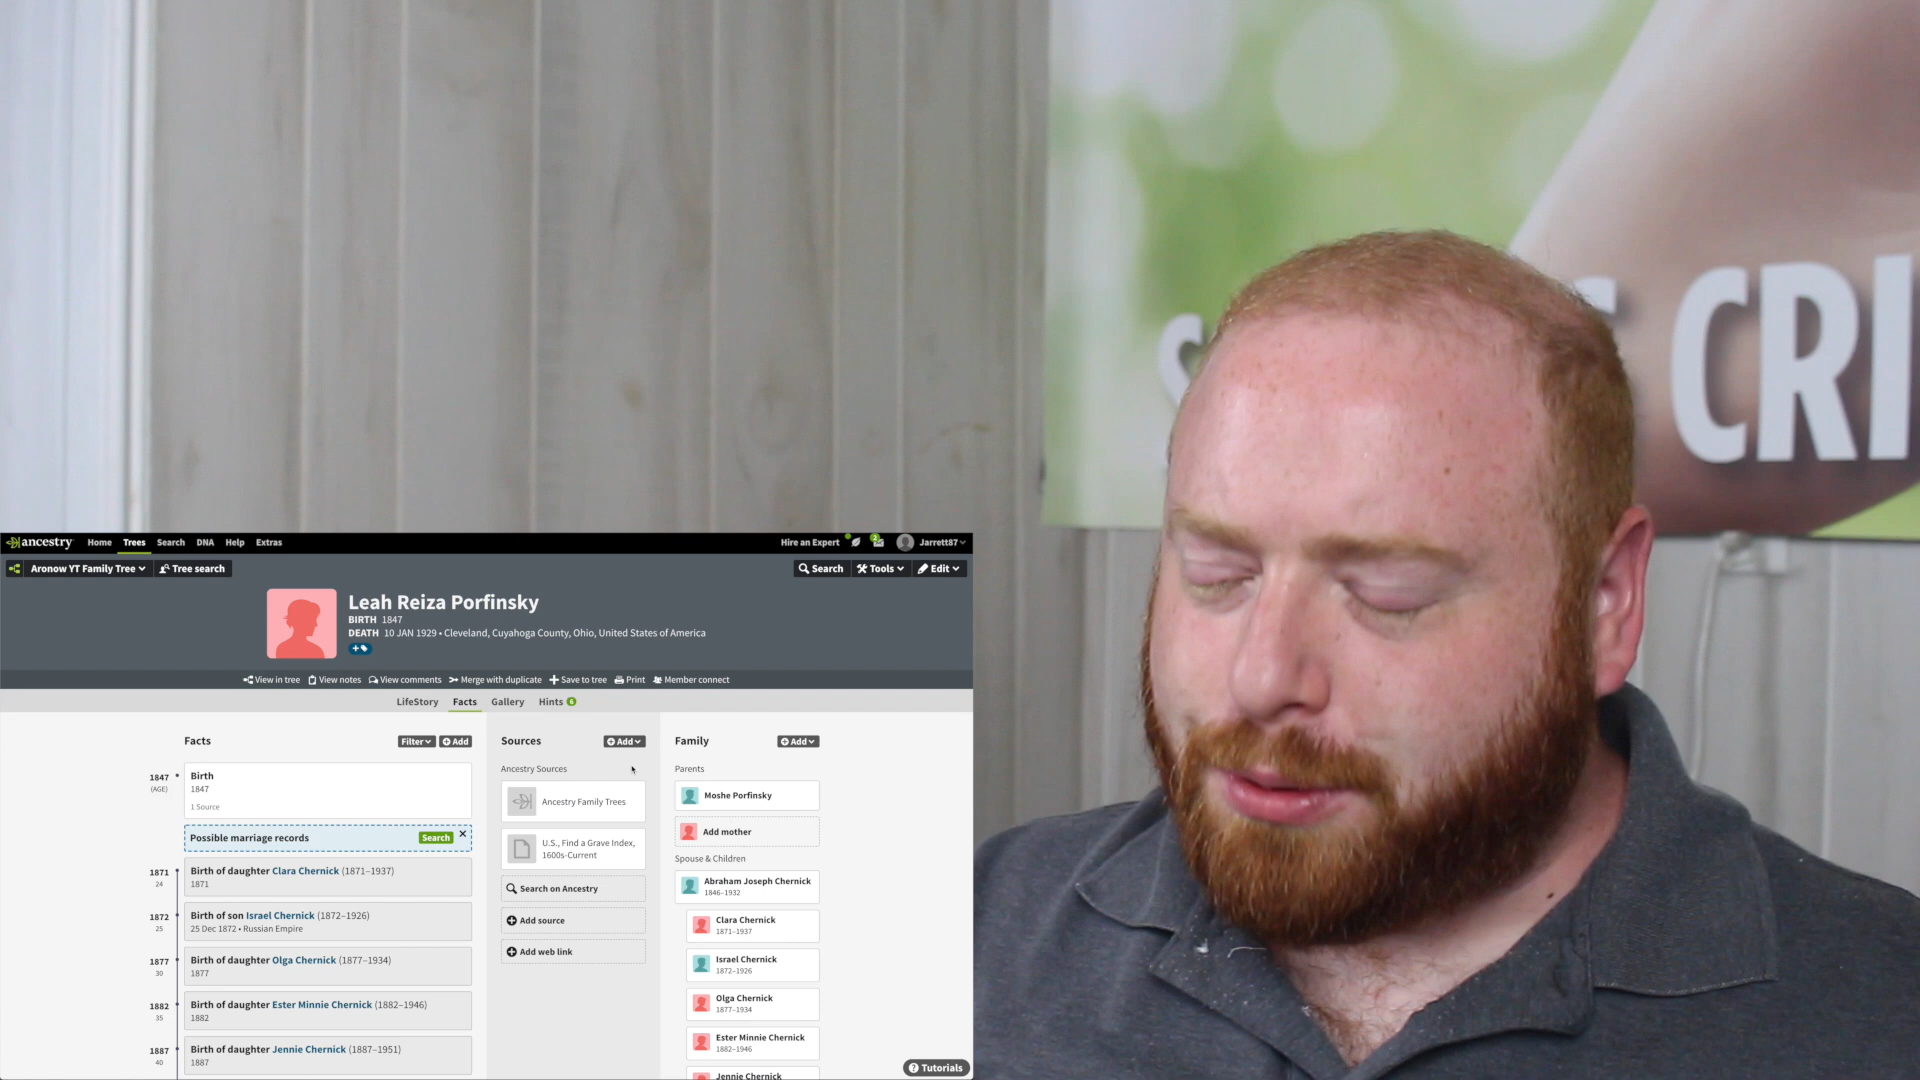 CRI
ancestry Home Trees Search DNA Help Extras Hire an Expert 2 Jarrett87
Aronow YT Family Tree Tree search Search Tools Edit
Leah Reiza Porfinsky
BIRTH 1847
DEATH 10 JAN 1929 • Cleveland, Cuyahoga County, Ohio, United States of America
View in tree View notes View comments Merge with duplicate Save to tree Print Member connect
LifeStory Facts Gallery Hints 6
Facts Filter Add
1847
(AGE)
Birth
1847
1 Source
Possible marriage records Search
1871
24
Birth of daughter Clara Chernick (1871–1937)
1871
1872
25
Birth of son Israel Chernick (1872–1926)
25 Dec 1872 • Russian Empire
1877
30
Birth of daughter Olga Chernick (1877–1934)
1877
1882
35
Birth of daughter Ester Minnie Chernick (1882–1946)
1882
1887
40
Birth of daughter Jennie Chernick (1887–1951)
1887
Sources Add
Ancestry Sources
Ancestry Family Trees
U.S., Find a Grave Index,
1600s-Current
Search on Ancestry
Add source
Add web link
Family Add
Parents
Moshe Porfinsky
Add mother
Spouse & Children
Abraham Joseph Chernick
1846–1932
Clara Chernick
1871–1937
Israel Chernick
1872–1926
Olga Chernick
1877–1934
Ester Minnie Chernick
1882–1946
Jennie Chernick
Tutorials